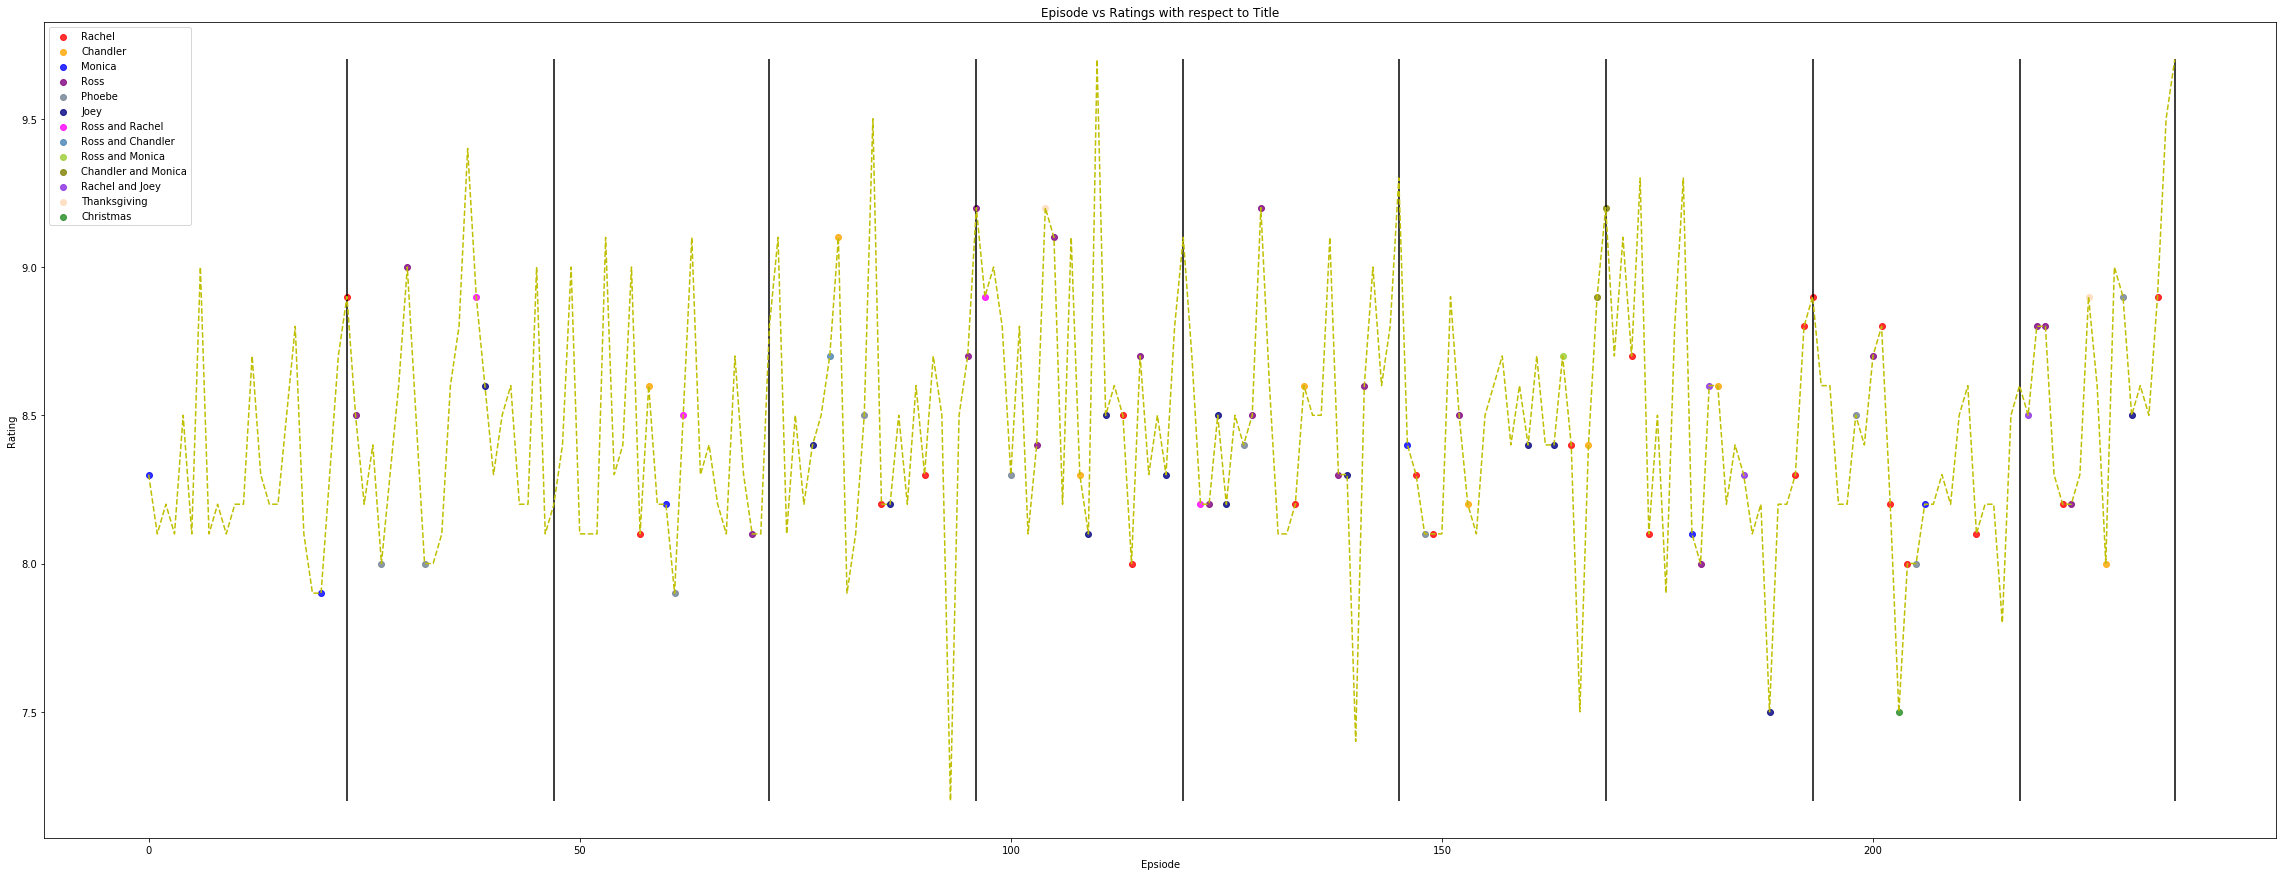 Episode vs Ratings with respect to Title
Rachel
Chandler
Monica
Ross
Phoebe
Joey
Ross and Rachel
Ross and Chandler
Ross and Monica
Chandler and Monica
Rachel and Joey
Thanksgiving
Christmas
9.5
9.0
8.5
8.0
7.5
Rating
0 50 100 150 200
Epsiode